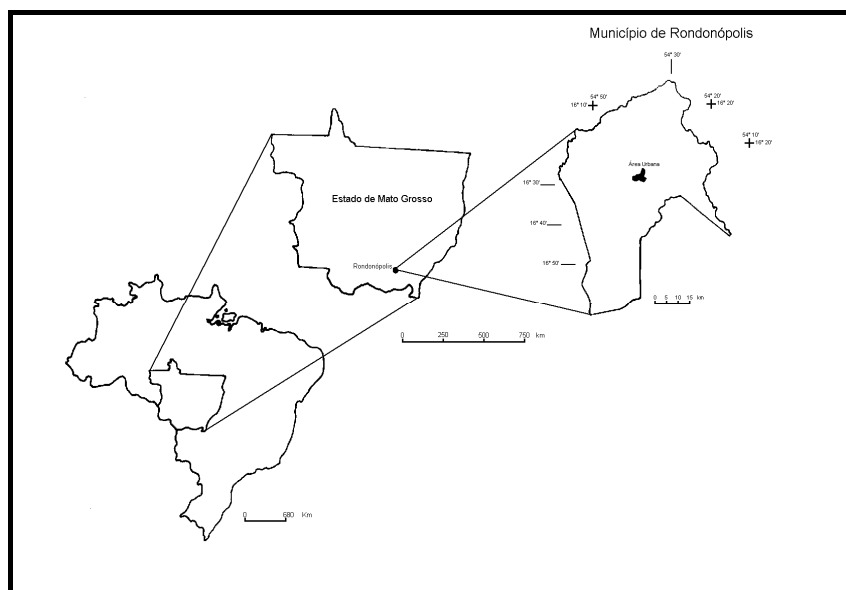 Município de Rondonópolis
54° 30'
54° 50'
16° 10'
54° 20'
16° 20'
54° 10'
16° 20'
Área Urbana
16° 30'
Estado de Mato Grosso
16° 40'
Rondonópolis
16° 50'
0 5 10 15 km
0 250 500 750 km
0 680 Km